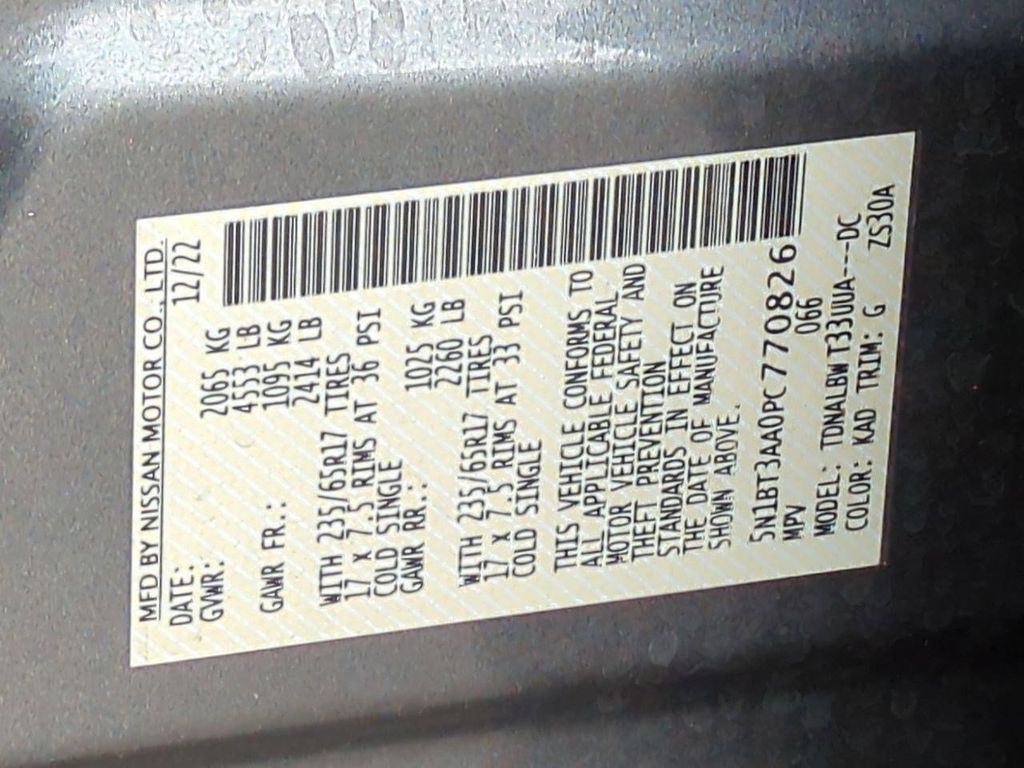 MFD BY NISSAN MOTOR CO., LTD.
DATE: 12/22
GVWR: 2065 KG
4553 LB
GAWR FR.: 1095 KG
2414 LB
WITH 235/65R17 TIRES
17 X 7.5 RIMS AT 36 PSI
COLD SINGLE
GAWR RR.: 1025 KG
2260 LB
WITH 235/65R17 TIRES
17 X 7.5 RIMS AT 33 PSI
COLD SINGLE
THIS VEHICLE CONFORMS TO
ALL APPLICABLE FEDERAL
MOTOR VEHICLE SAFETY AND
THEFT PREVENTION
STANDARDS IN EFFECT ON
THE DATE OF MANUFACTURE
SHOWN ABOVE.
5N1BT3AA0PC770826
MPV 066
MODEL: TDNALBW T33UUA---DC
COLOR: KAD TRIM: G ZS30A